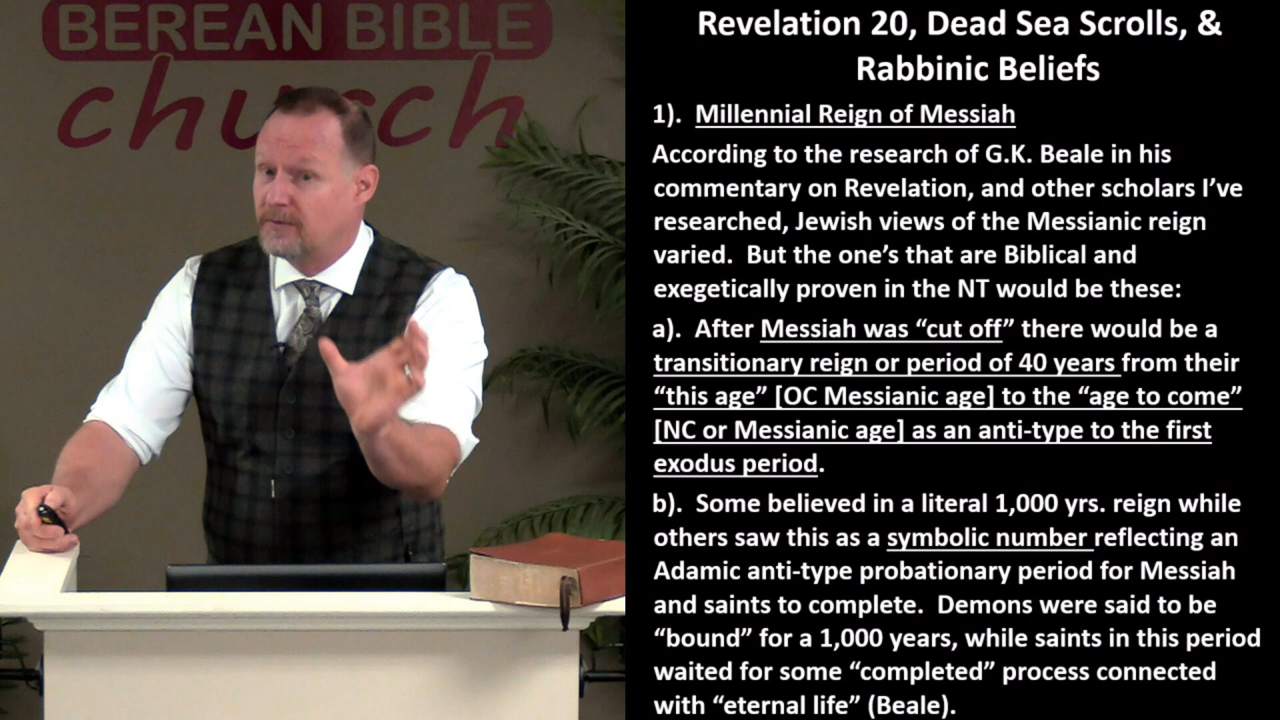 BEREAN BIBLE
church
Revelation 20, Dead Sea Scrolls, &
Rabbinic Beliefs
1). Millennial Reign of Messiah
According to the research of G.K. Beale in his
commentary on Revelation, and other scholars I’ve
researched, Jewish views of the Messianic reign
varied. But the one’s that are Biblical and
exegetically proven in the NT would be these:
a). After Messiah was “cut off” there would be a
transitionary reign or period of 40 years from their
“this age” [OC Messianic age] to the “age to come”
[NC or Messianic age] as an anti-type to the first
exodus period.
b). Some believed in a literal 1,000 yrs. reign while
others saw this as a symbolic number reflecting an
Adamic anti-type probationary period for Messiah
and saints to complete. Demons were said to be
“bound” for a 1,000 years, while saints in this period
waited for some “completed” process connected
with “eternal life” (Beale).